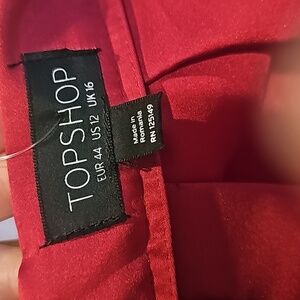 TOPSHOP
EUR 44 US 12 UK 16
Made in
Romania
RN 125149